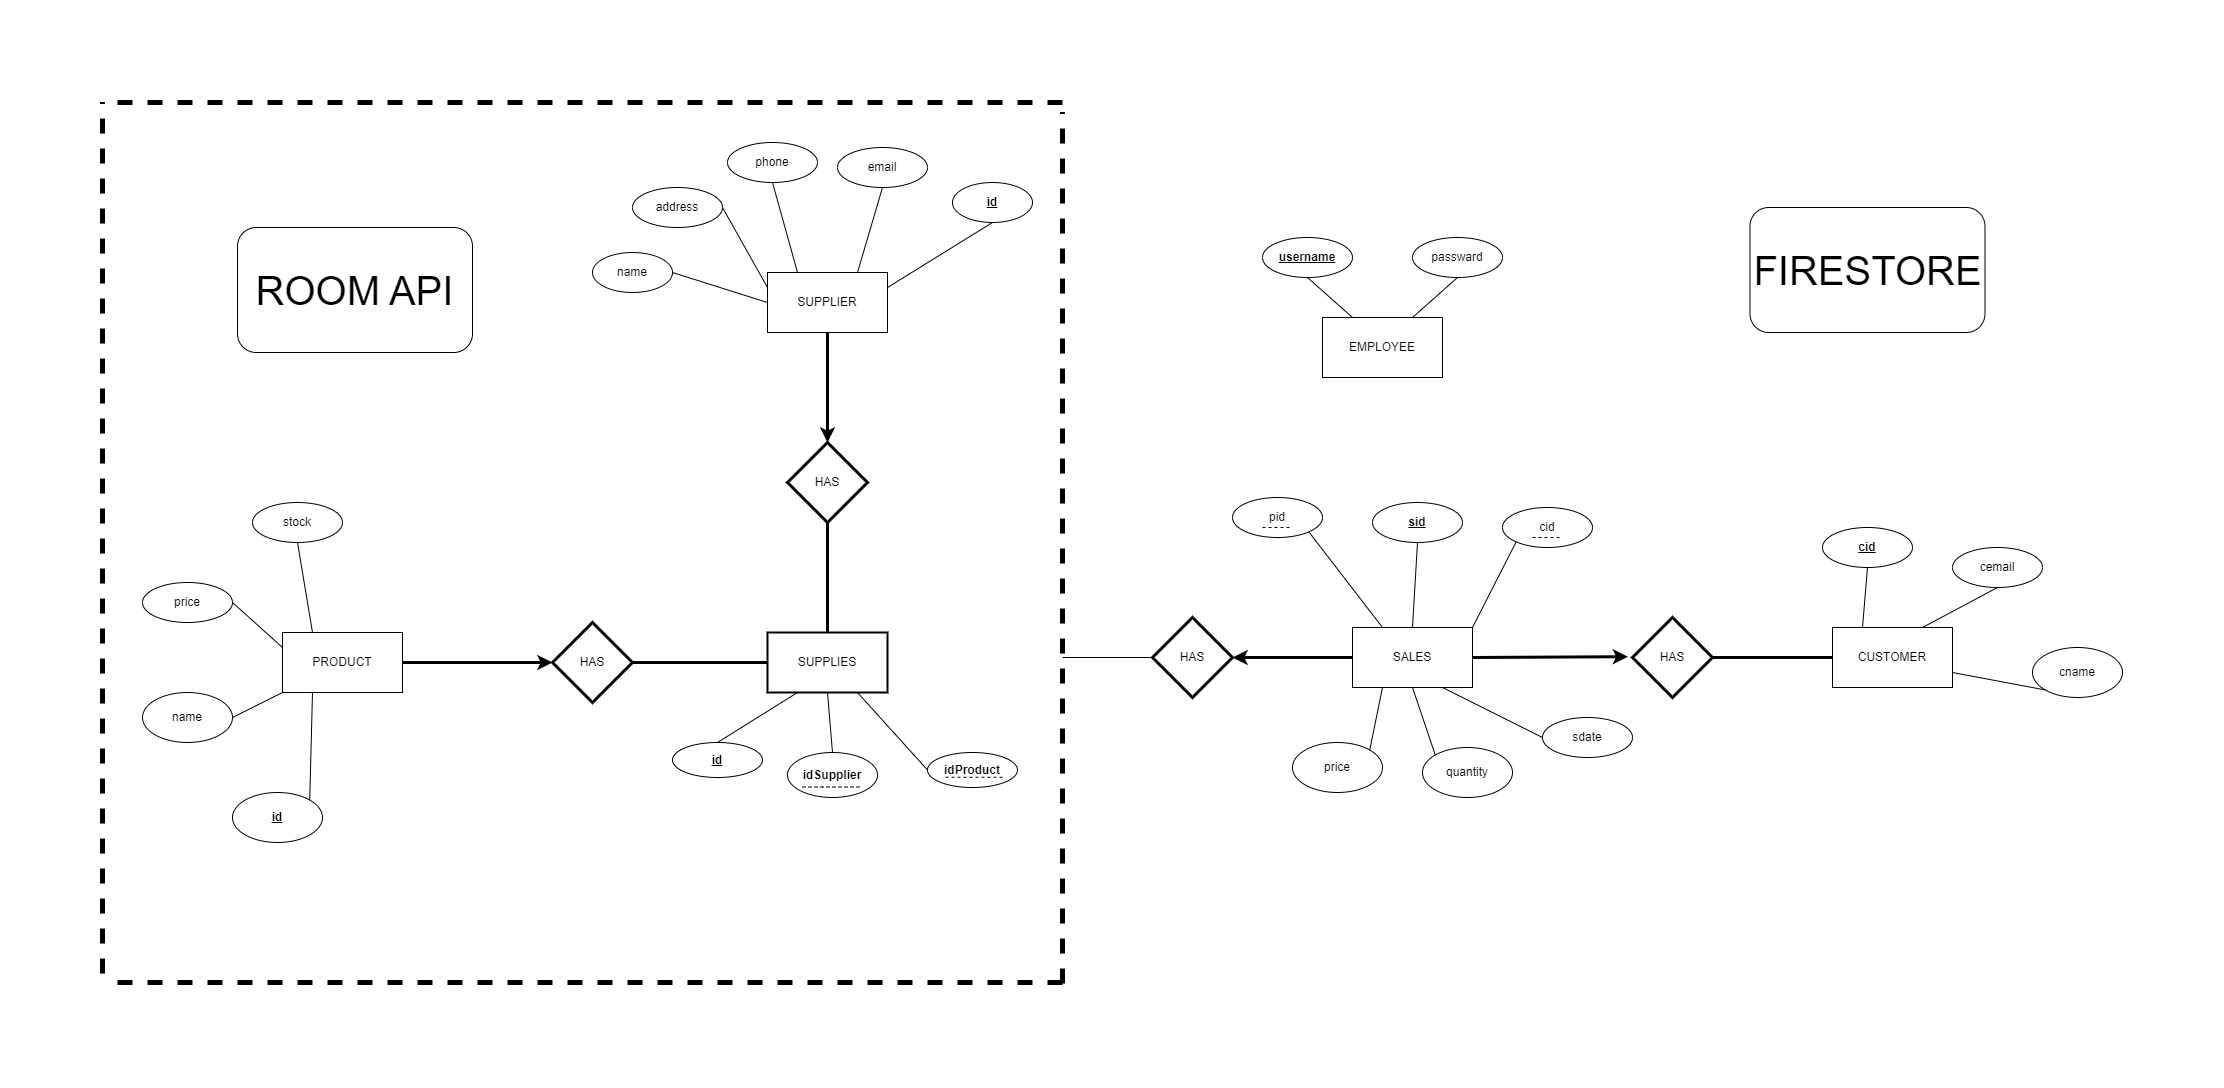 phone
email
id
address
name
SUPPLIER
ROOM API
HAS
stock
price
PRODUCT
HAS
SUPPLIES
name
id
id
idSupplier
idProduct
username
passward
EMPLOYEE
FIRESTORE
pid
sid
cid
HAS
SALES
HAS
price
quantity
sdate
cid
cemail
CUSTOMER
cname